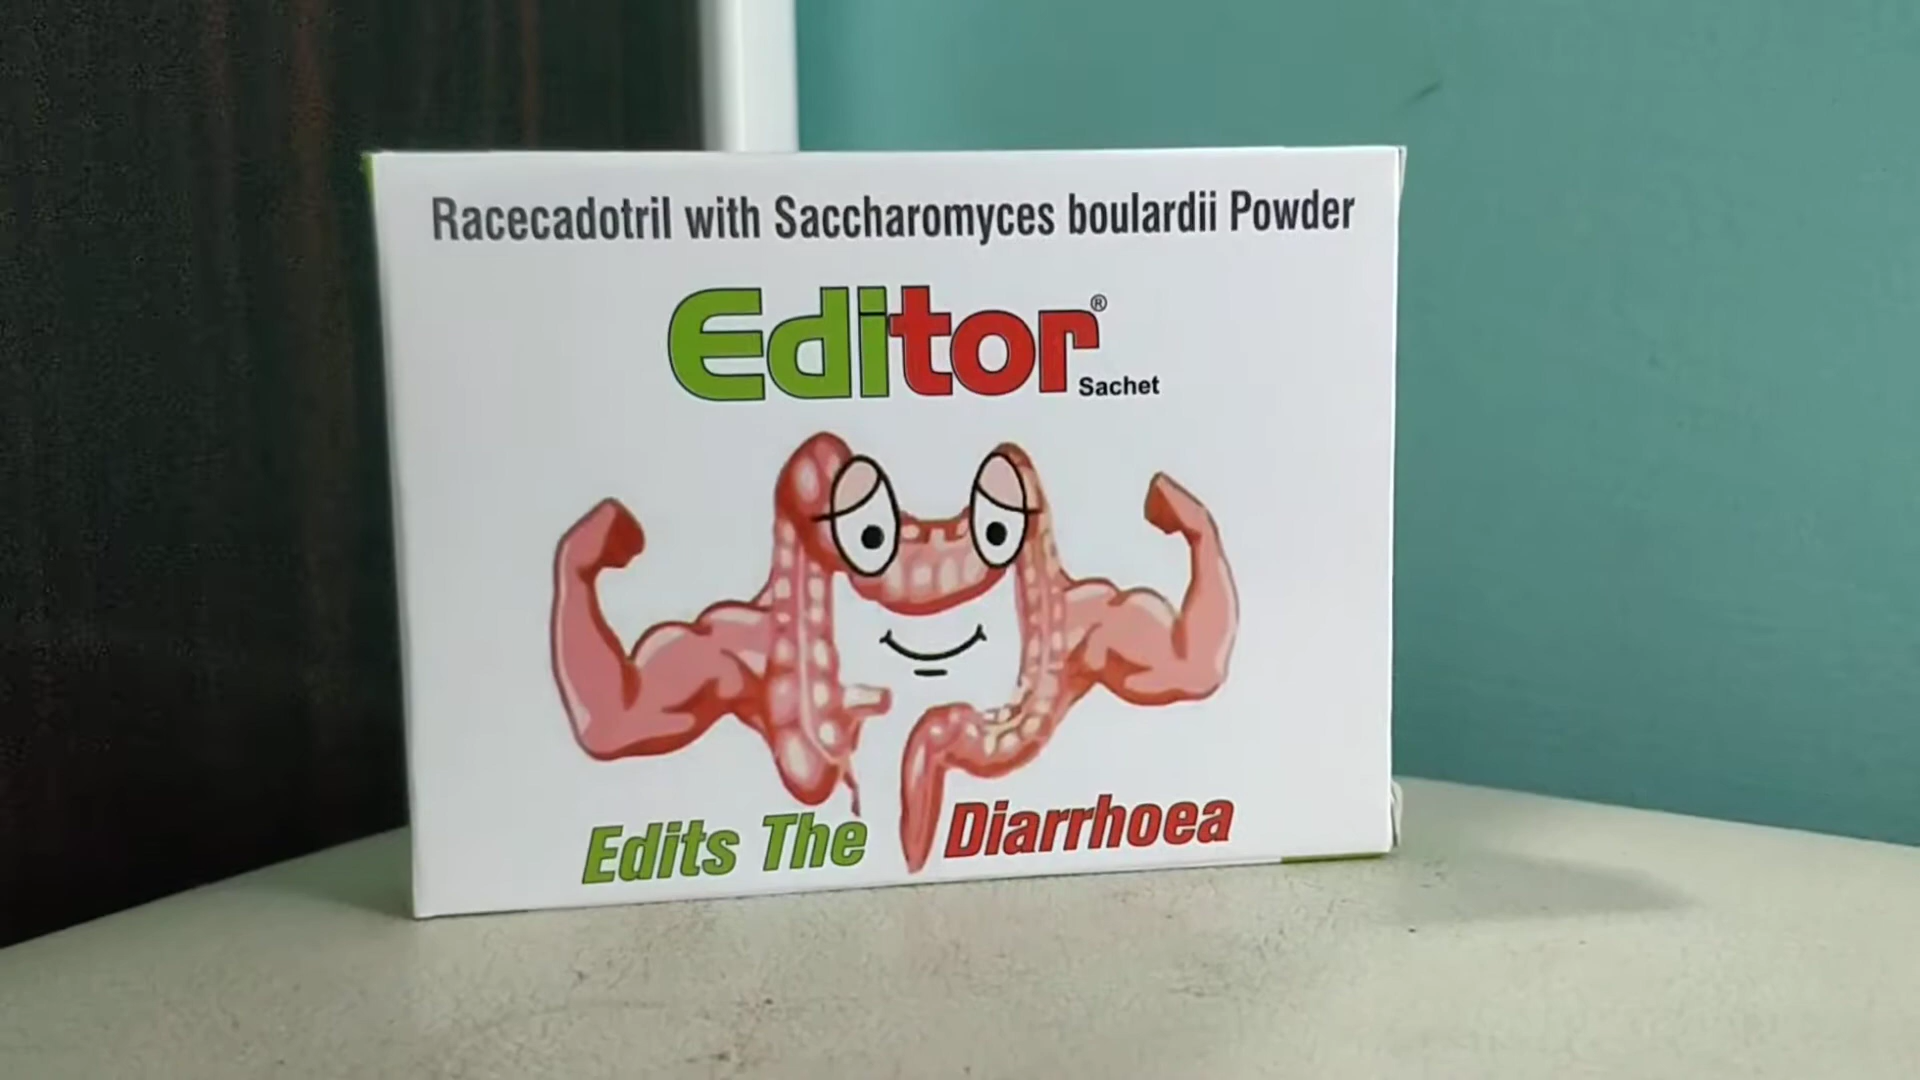 Racecadotril with Saccharomyces boulardii Powder
Editor®
Sachet
Edits The Diarrhoea